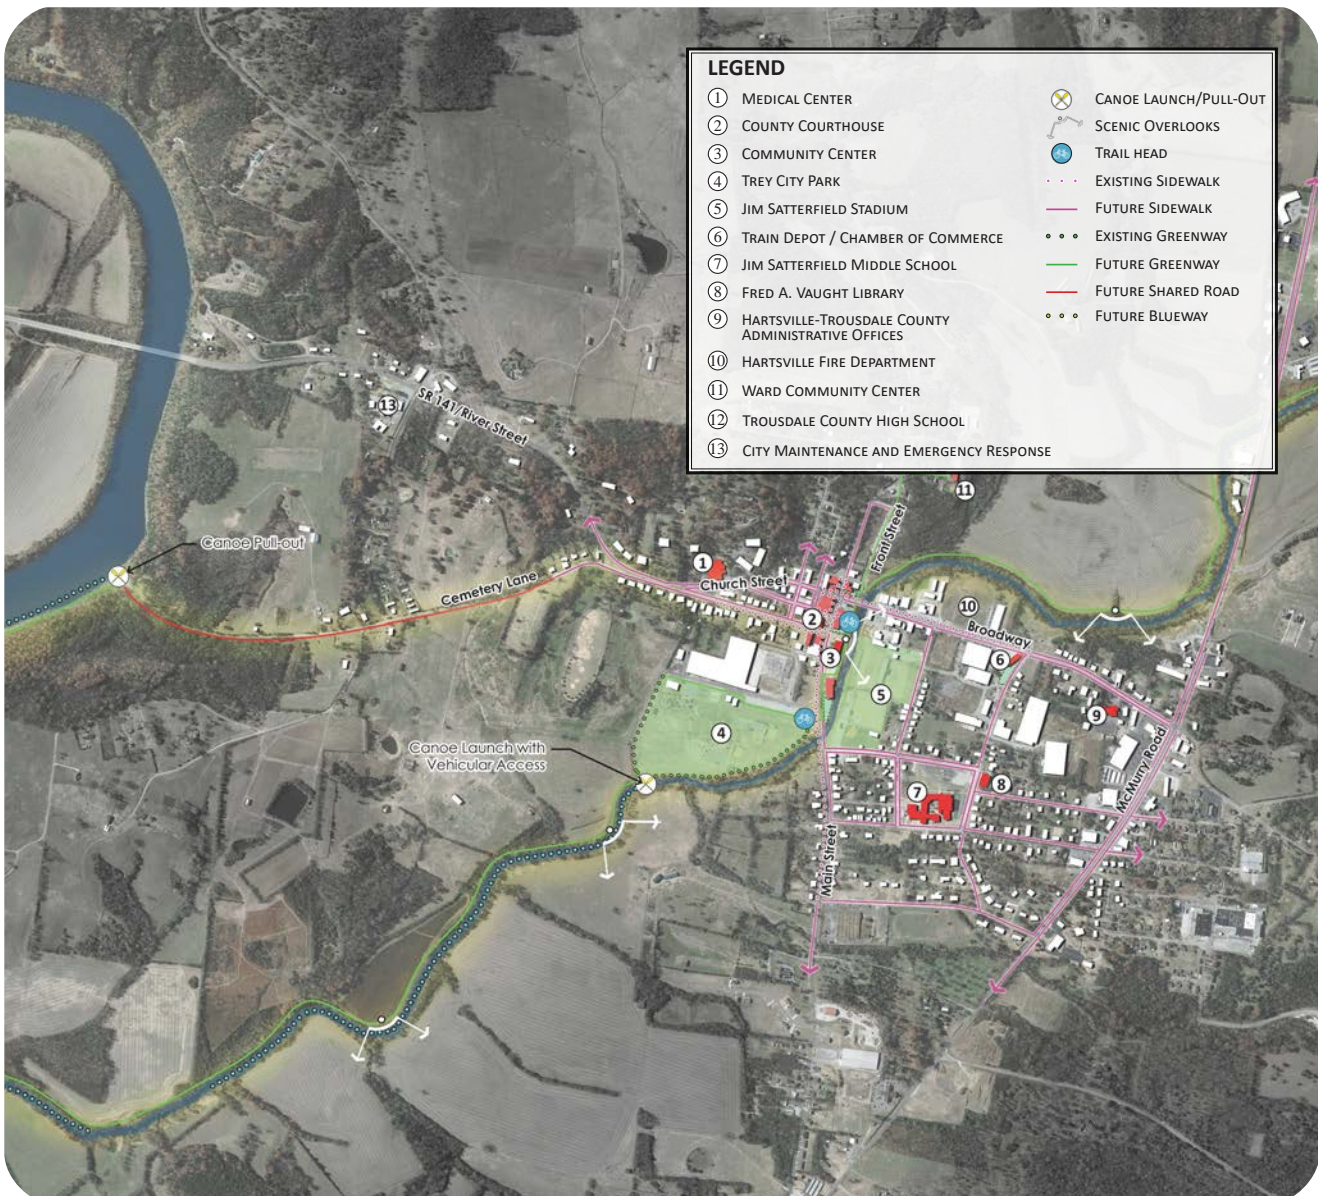 LEGEND
1 MEDICAL CENTER
2 COUNTY COURTHOUSE
3 COMMUNITY CENTER
4 TREY CITY PARK
5 JIM SATTERFIELD STADIUM
6 TRAIN DEPOT / CHAMBER OF COMMERCE
7 JIM SATTERFIELD MIDDLE SCHOOL
8 FRED A. VAUGHT LIBRARY
9 HARTSVILLE-TROUSDALE COUNTY
ADMINISTRATIVE OFFICES
10 HARTSVILLE FIRE DEPARTMENT
11 WARD COMMUNITY CENTER
12 TROUSDALE COUNTY HIGH SCHOOL
13 CITY MAINTENANCE AND EMERGENCY RESPONSE
CANOE LAUNCH/PULL-OUT
SCENIC OVERLOOKS
TRAIL HEAD
EXISTING SIDEWALK
FUTURE SIDEWALK
EXISTING GREENWAY
FUTURE GREENWAY
FUTURE SHARED ROAD
FUTURE BLUEWAY
13
SR 141/River Street
11
Front Street
Canoe Pull-out
1
Church Street
Cemetery Lane
10
2
Broadway
3
6
5
9
4
Canoe Launch with
Vehicular Access
McMurry Road
7
8
Main Street